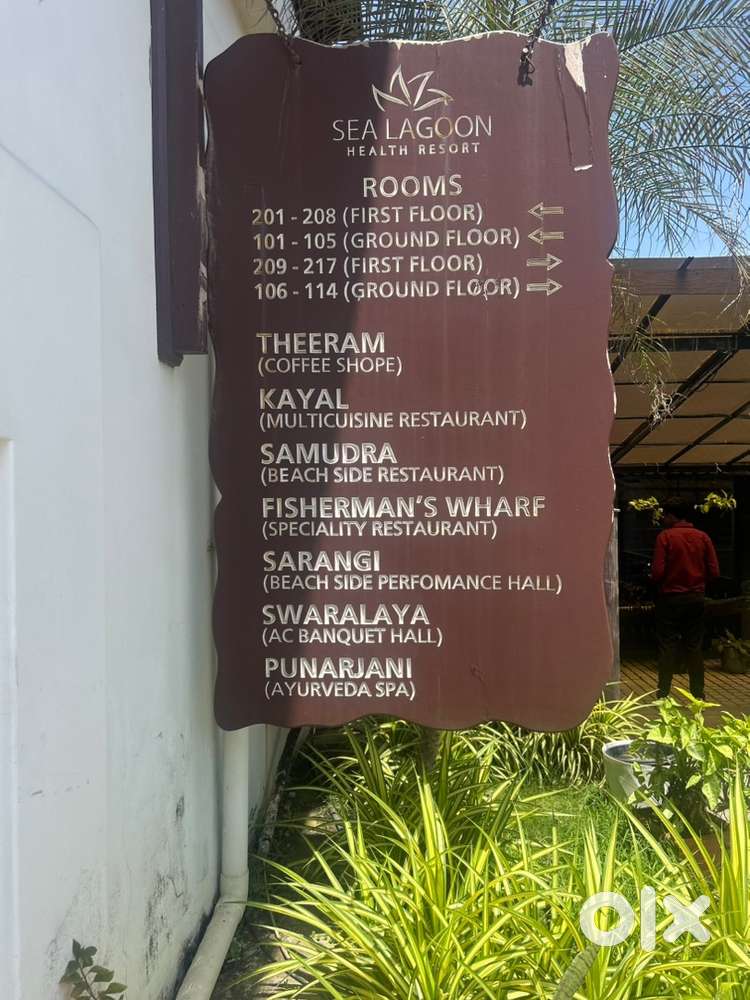 SEA LAGOON
HEALTH RESORT
ROOMS
201 - 208 (FIRST FLOOR)
101 - 105 (GROUND FLOOR)
209 - 217 (FIRST FLOOR)
106 - 114 (GROUND FLOOR)
THEERAM
(COFFEE SHOPE)
KAYAL
(MULTICUISINE RESTAURANT)
SAMUDRA
(BEACH SIDE RESTAURANT)
FISHERMAN'S WHARF
(SPECIALITY RESTAURANT)
SARANGI
(BEACH SIDE PERFOMANCE HALL)
SWARALAYA
(AC BANQUET HALL)
PUNARJANI
(AYURVEDA SPA)
olx